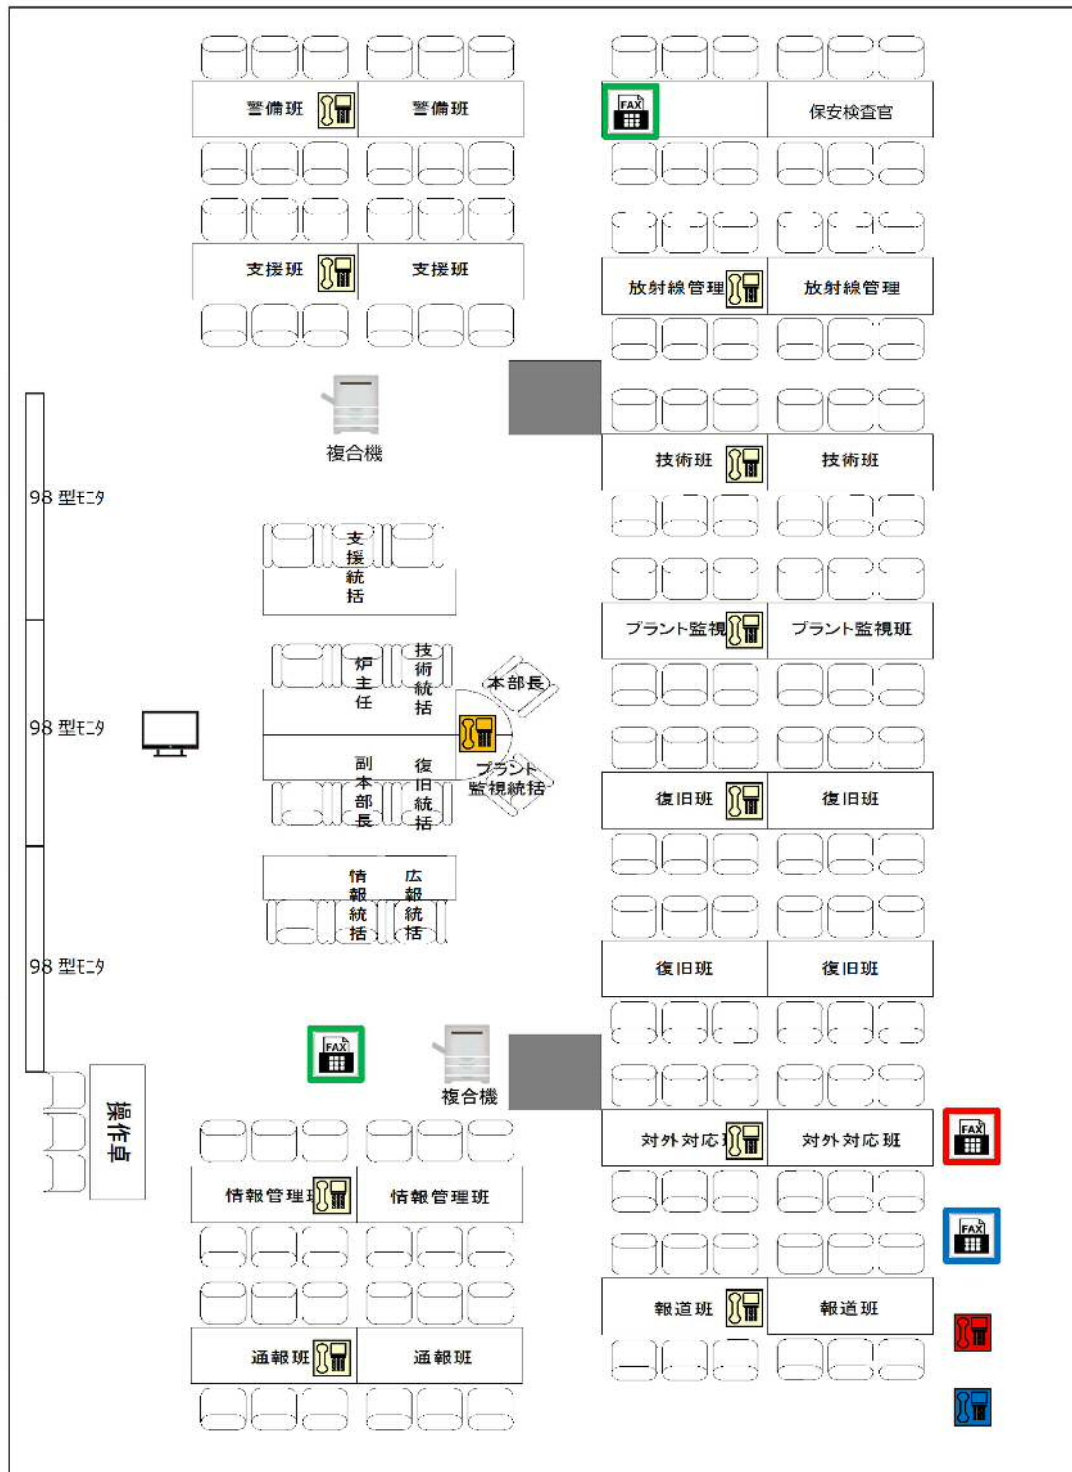 警備班
警備班
FAX
保安検査官
支援班
支援班
放射線管理
放射線管理
複合機
技術班
技術班
98 型ﾓﾆﾀ
支援統括
プラント監視
プラント監視班
炉主任
技術統括
本部長
98 型ﾓﾆﾀ
副本部長
復旧統括
プラント
監視統括
復旧班
復旧班
情報統括
広報統括
98 型ﾓﾆﾀ
復旧班
復旧班
FAX
複合機
操作卓
対外対応
対外対応班
FAX
情報管理班
情報管理班
FAX
報道班
報道班
通報班
通報班